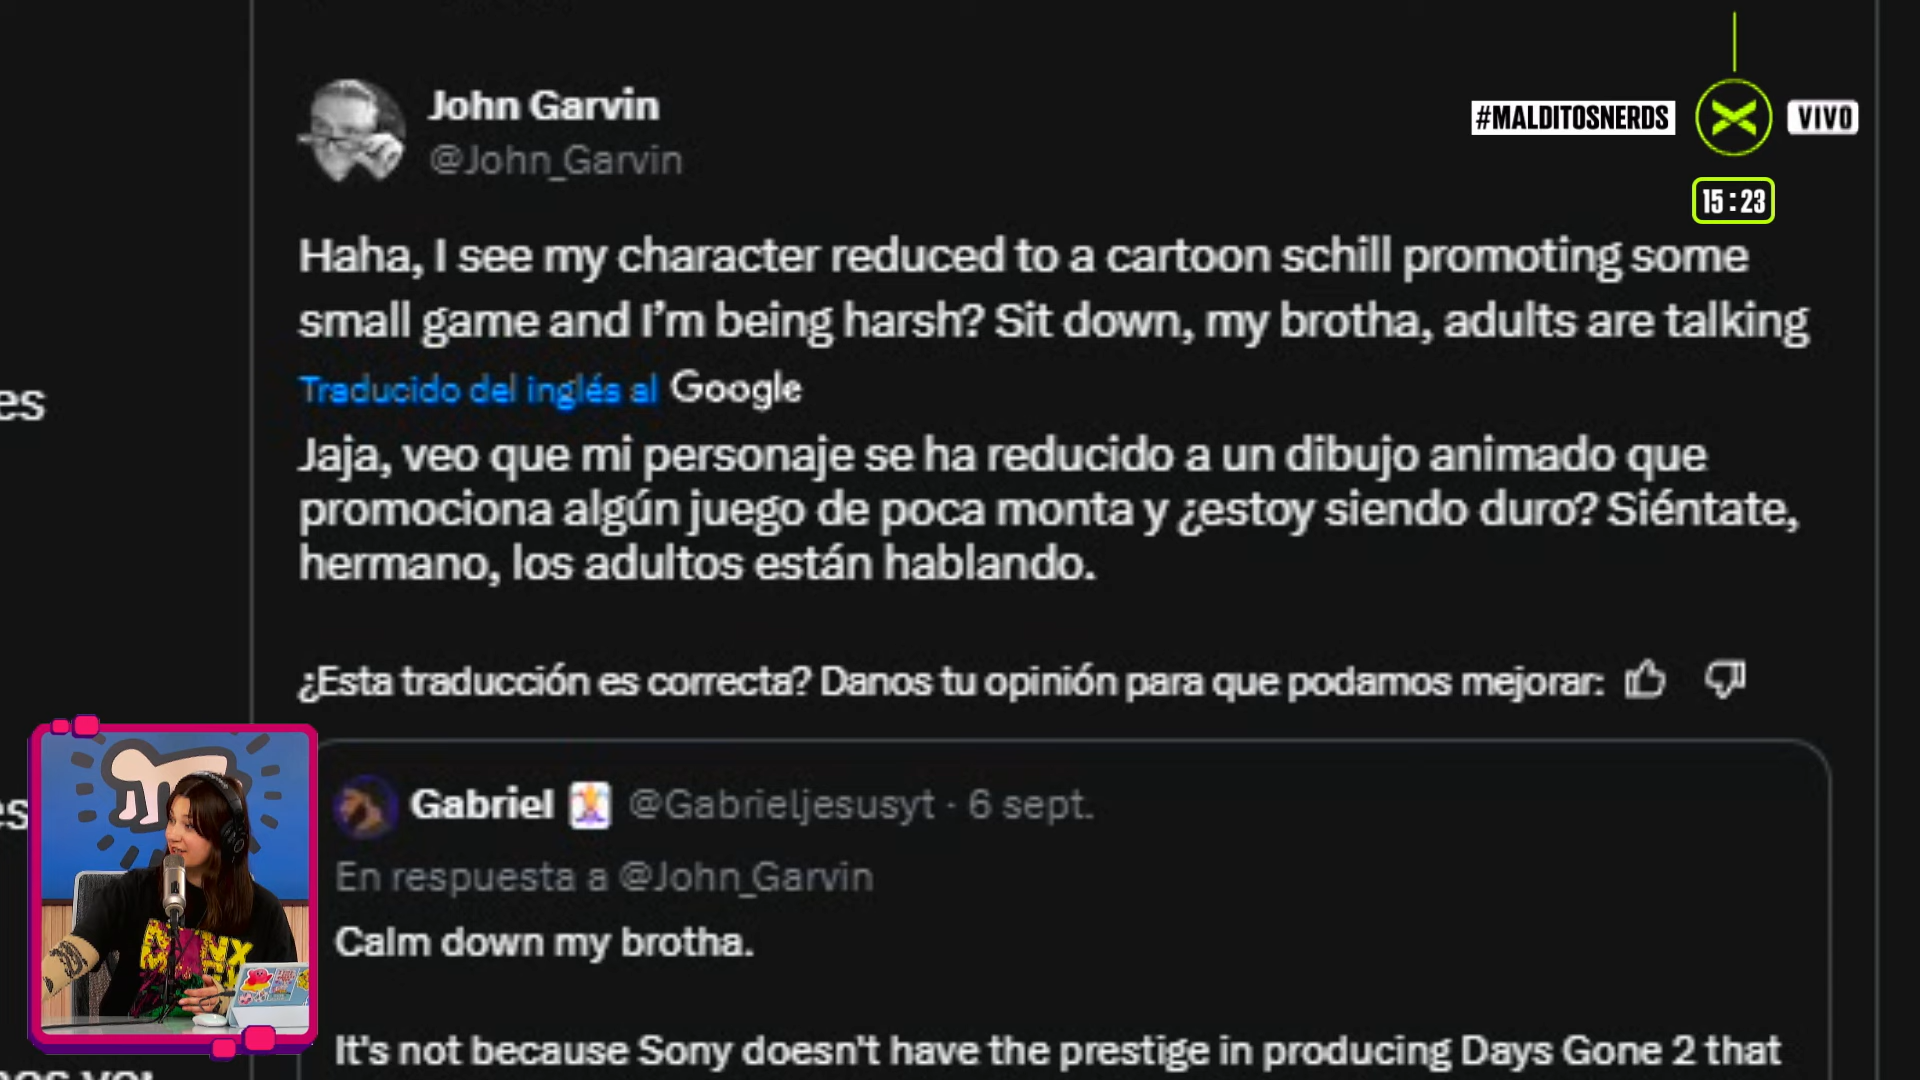 John Garvin
@John_Garvin
#MALDITOSNERDS
VIVO
15:23
Haha, I see my character reduced to a cartoon schill promoting some
small game and I'm being harsh? Sit down, my brotha, adults are talking
Traducido del inglés al Google
es
Jaja, veo que mi personaje se ha reducido a un dibujo animado que
promociona algún juego de poca monta y ¿estoy siendo duro? Siéntate,
hermano, los adultos están hablando.
¿Esta traducción es correcta? Danos tu opinión para que podamos mejorar:
es
Gabriel @Gabrieljesusyt · 6 sept.
En respuesta a @John_Garvin
Calm down my brotha.
It's not because Sony doesn't have the prestige in producing Days Gone 2 that